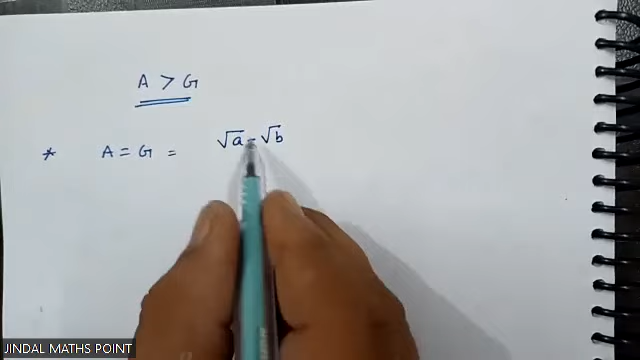 A > G
* A = G = √a - √b
JINDAL MATHS POINT